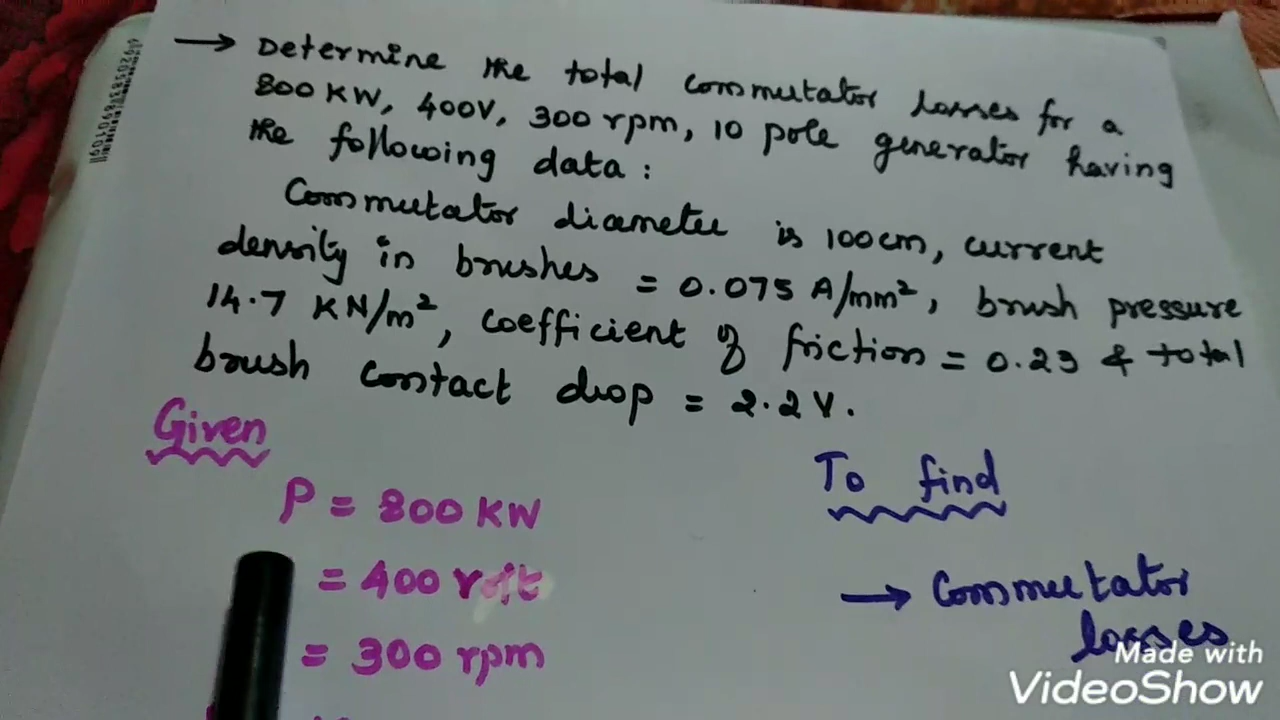 → Determine the total commutator losses for a
800 KW, 400V, 300 rpm, 10 pole generator having
the following data:
Commutator diameter is 100cm, current
density in brushes = 0.075 A/mm², brush pressure
14.7 KN/m², coefficient of friction = 0.23 & total
brush contact drop = 2.2 V.
Given
To find
P = 800 KW
= 400 Volt
→ Commutator
losses
= 300 rpm
Made with
VideoShow